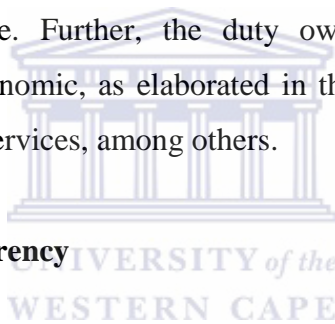 e. Further, the duty ow
nomic, as elaborated in th
ervices, among others.
rency
UNIVERSITY of the
WESTERN CAPE